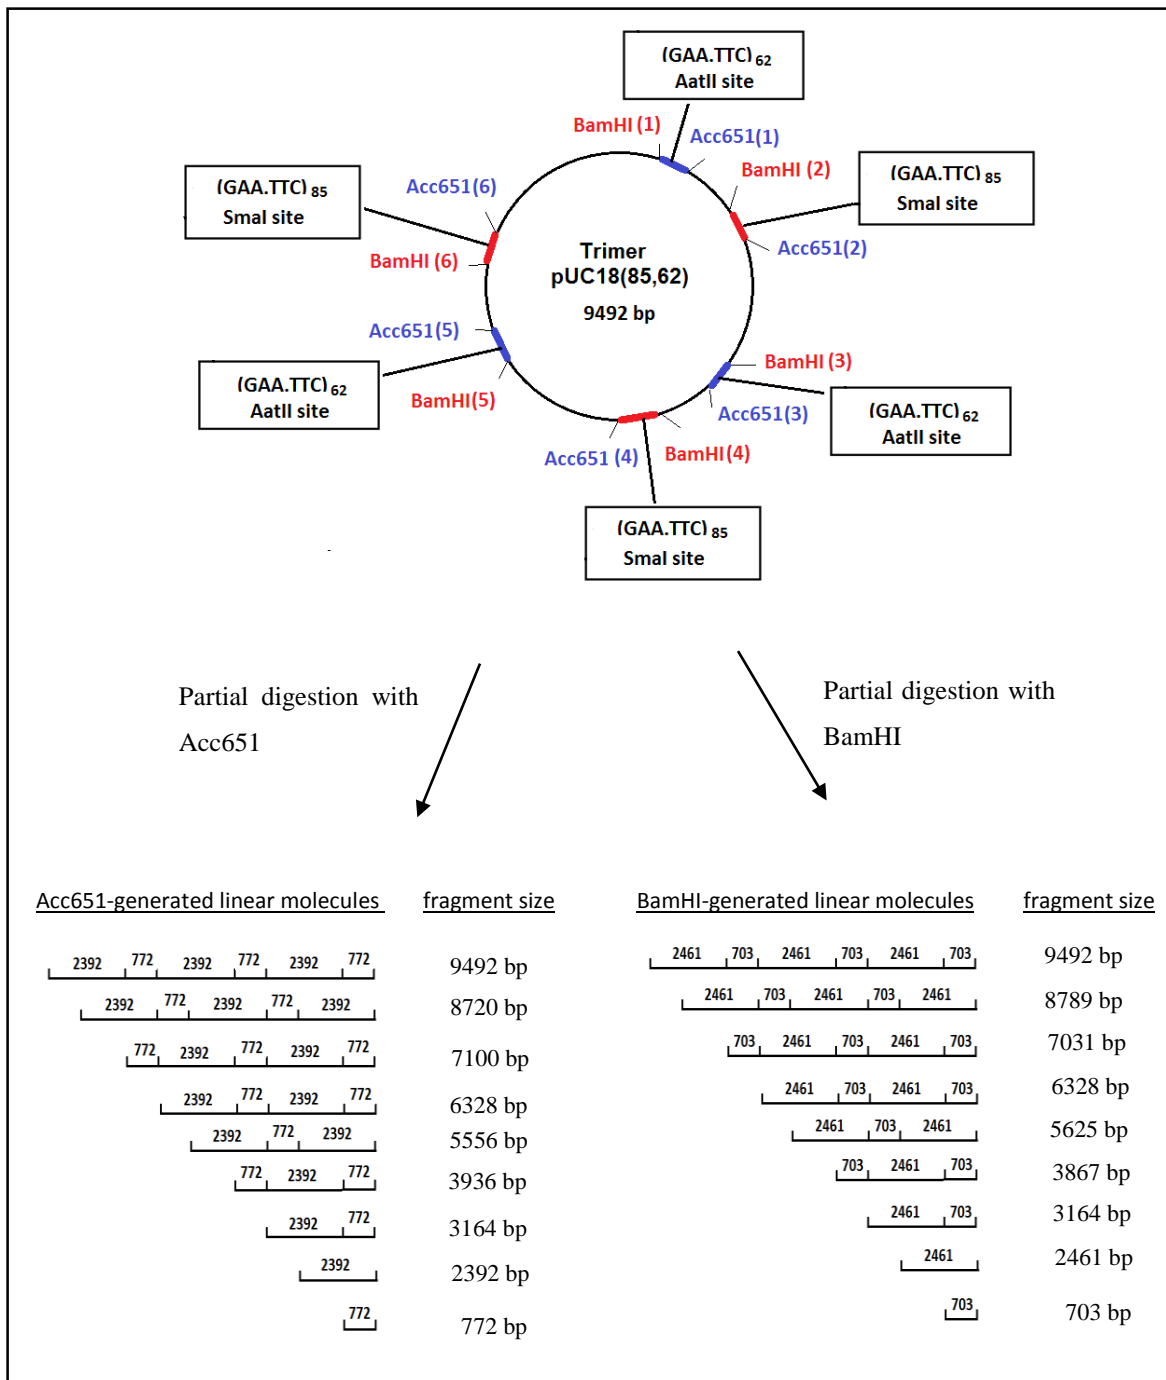 (GAA.TTC) 62
AatII site
BamHI (1)
Acc651(1)
BamHI (2)
(GAA.TTC) 85
SmaI site
Acc651(2)
(GAA.TTC) 85
SmaI site
Acc651(6)
BamHI (6)
Trimer
pUC18(85,62)
9492 bp
Acc651(5)
(GAA.TTC) 62
AatII site
BamHI(5)
BamHI (3)
Acc651(3)
(GAA.TTC) 62
AatII site
Acc651 (4)
BamHI(4)
(GAA.TTC) 85
SmaI site
Partial digestion with
Acc651
Partial digestion with
BamHI
Acc651-generated linear molecules fragment size
2392 772 2392 772 2392 772 9492 bp
2392 772 2392 772 2392 8720 bp
772 2392 772 2392 772 7100 bp
2392 772 2392 772 6328 bp
2392 772 2392 5556 bp
772 2392 772 3936 bp
2392 772 3164 bp
2392 2392 bp
772 772 bp
BamHI-generated linear molecules fragment size
2461 703 2461 703 2461 703 9492 bp
2461 703 2461 703 2461 8789 bp
703 2461 703 2461 703 7031 bp
2461 703 2461 703 6328 bp
2461 703 2461 5625 bp
703 2461 703 3867 bp
2461 703 3164 bp
2461 2461 bp
703 703 bp